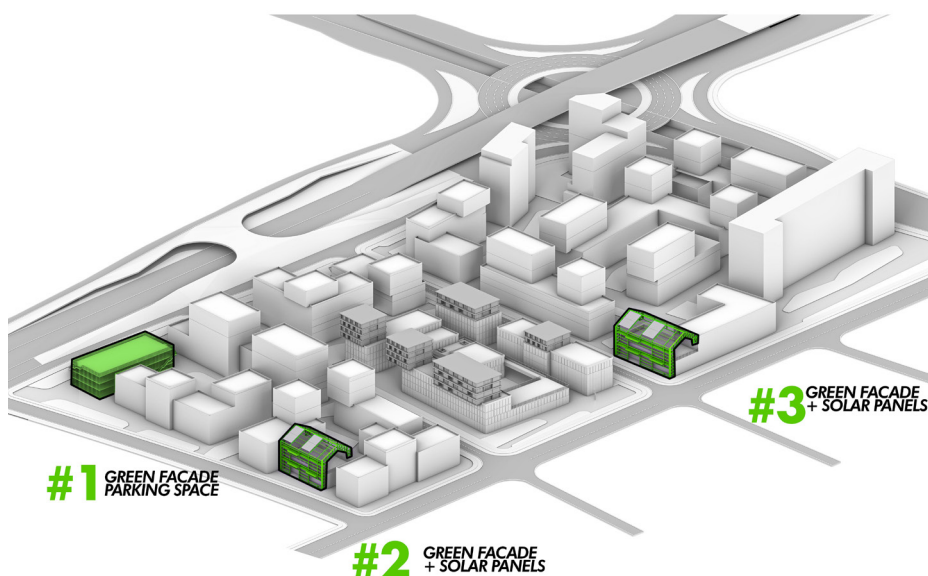 #1 GREEN FACADE
PARKING SPACE
#2 GREEN FACADE
+ SOLAR PANELS
#3 GREEN FACADE
+ SOLAR PANELS